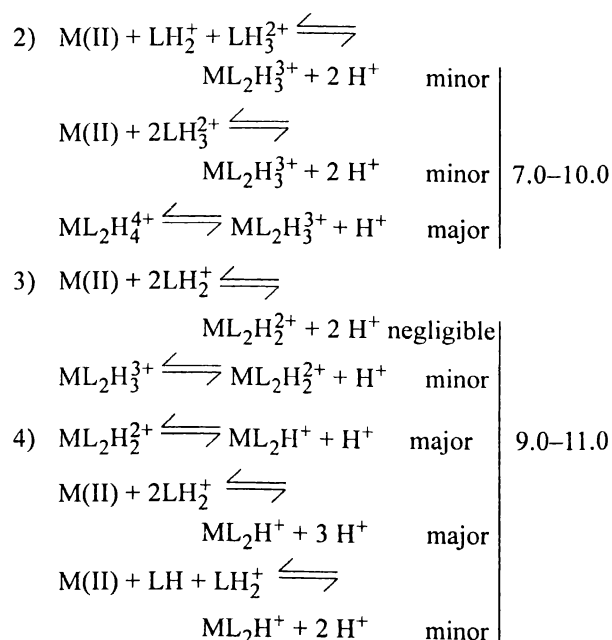 2) M(II) + LH₂⁺ + LH₃²⁺ ⇌
ML₂H₃³⁺ + 2 H⁺ minor
M(II) + 2LH₃²⁺ ⇌
ML₂H₃³⁺ + 2 H⁺ minor 7.0–10.0
ML₂H₄⁴⁺ ⇌ ML₂H₃³⁺ + H⁺ major
3) M(II) + 2LH₂⁺ ⇌
ML₂H₂²⁺ + 2 H⁺ negligible
ML₂H₃³⁺ ⇌ ML₂H₂²⁺ + H⁺ minor
4) ML₂H₂²⁺ ⇌ ML₂H⁺ + H⁺ major 9.0–11.0
M(II) + 2LH₂⁺ ⇌
ML₂H⁺ + 3 H⁺ major
M(II) + LH + LH₂⁺ ⇌
ML₂H⁺ + 2 H⁺ minor